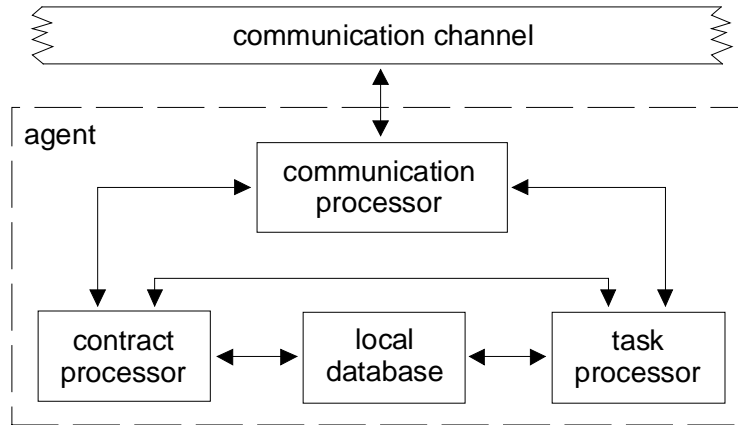 communication channel
agent
communication
processor
contract
processor
local
database
task
processor